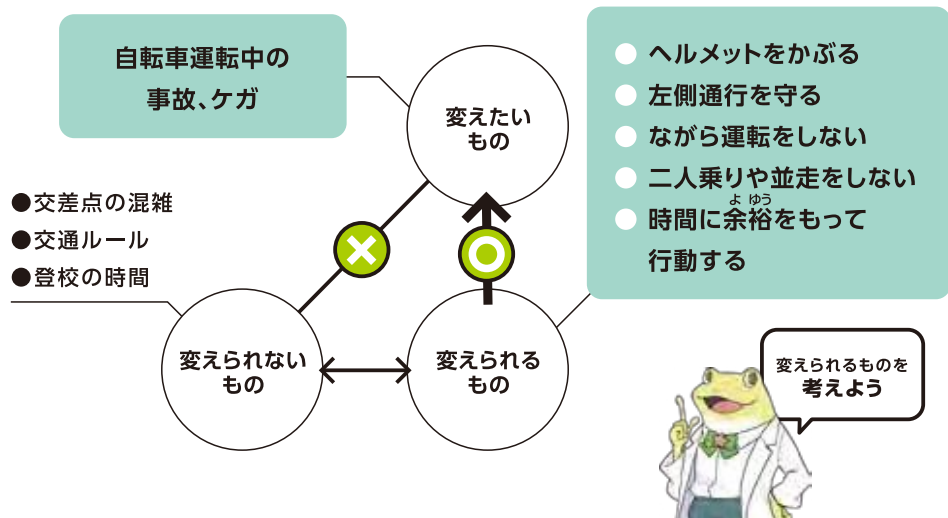 自転車運転中の
事故、ケガ
変えたい
もの
●ヘルメットをかぶる
●左側通行を守る
●ながら運転をしない
●二人乗りや並走をしない
よ ゆう
●時間に余裕をもって
行動する
●交差点の混雑
●交通ルール
●登校の時間
変えられない
もの
変えられる
もの
変えられるものを
考えよう